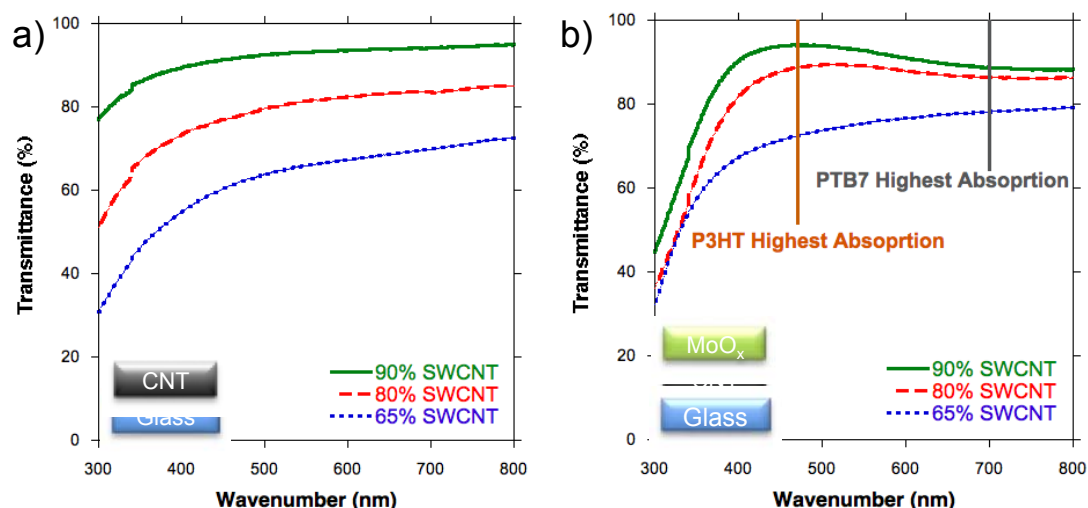 a)
100
80
60
40
20
0
Transmittance (%)
CNT
Glass
90% SWCNT
80% SWCNT
65% SWCNT
300 400 500 600 700 800
Wavenumber (nm)
b)
100
80
60
40
20
0
Transmittance (%)
PTB7 Highest Absoprtion
P3HT Highest Absoprtion
MoOx
Glass
90% SWCNT
80% SWCNT
65% SWCNT
300 400 500 600 700 800
Wavenumber (nm)